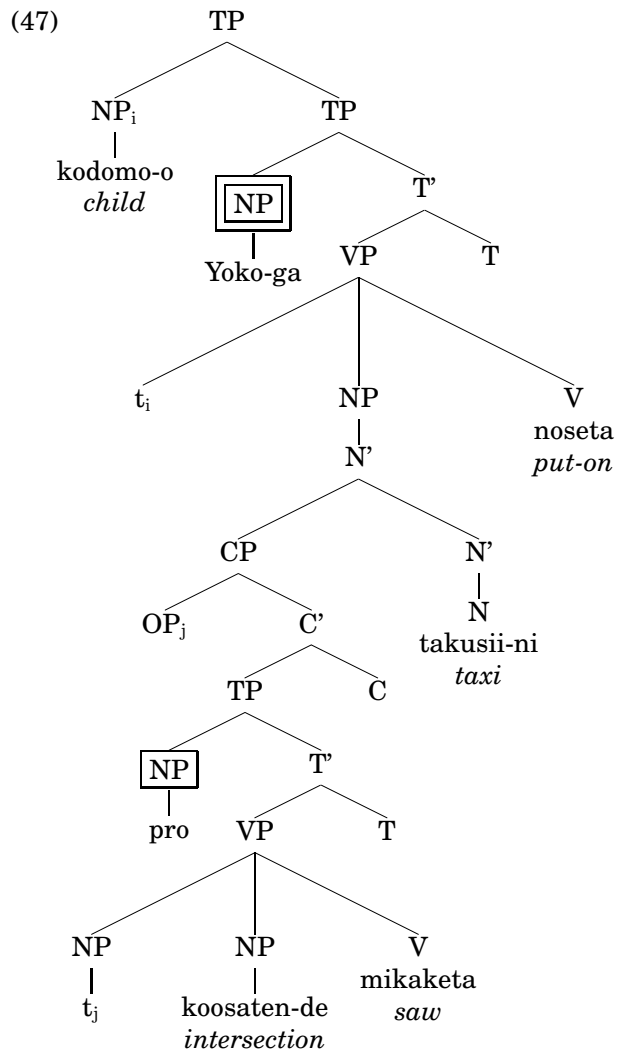 (47) TP
NPᵢ TP
kodomo-o
child
NP T’
Yoko-ga VP T
tᵢ NP V
noseta
put-on
N’
CP N’
OPⱼ C’ N
takusii-ni
taxi
TP C
NP T’
pro VP T
NP NP V
mikaketa
saw
tⱼ koosaten-de
intersection